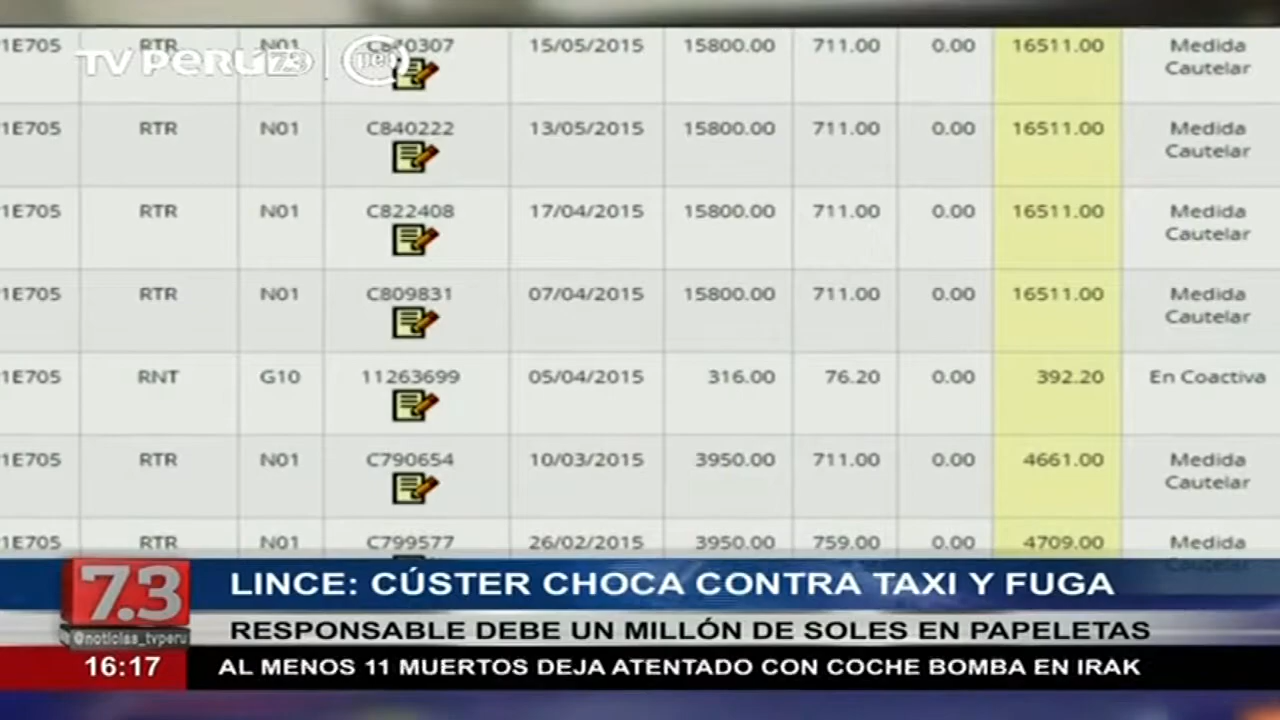 1E705 RTR N01 C840307 15/05/2015 15800.00 711.00 0.00 16511.00 Medida Cautelar
TV PERÚ 7.3
1E705 RTR N01 C840222 13/05/2015 15800.00 711.00 0.00 16511.00 Medida Cautelar
1E705 RTR N01 C822408 17/04/2015 15800.00 711.00 0.00 16511.00 Medida Cautelar
1E705 RTR N01 C809831 07/04/2015 15800.00 711.00 0.00 16511.00 Medida Cautelar
1E705 RNT G10 11263699 05/04/2015 316.00 76.20 0.00 392.20 En Coactiva
1E705 RTR N01 C790654 10/03/2015 3950.00 711.00 0.00 4661.00 Medida Cautelar
1E705 RTR N01 C799577 26/02/2015 3950.00 759.00 0.00 4709.00 Medida
7.3
LINCE: CÚSTER CHOCA CONTRA TAXI Y FUGA
@noticias_tvperu
RESPONSABLE DEBE UN MILLÓN DE SOLES EN PAPELETAS
16:17
AL MENOS 11 MUERTOS DEJA ATENTADO CON COCHE BOMBA EN IRAK